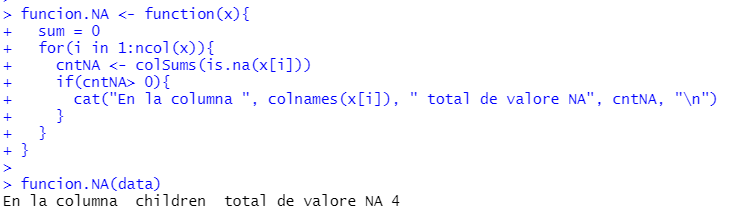 > funcion.NA <- function(x){
+   sum = 0
+   for(i in 1:ncol(x)){
+     cntNA <- colSums(is.na(x[i]))
+     if(cntNA> 0){
+       cat("En la columna ", colnames(x[i]), " total de valore NA", cntNA, "\n")
+     }
+   }
+ }
>
> funcion.NA(data)
En la columna  children  total de valore NA 4